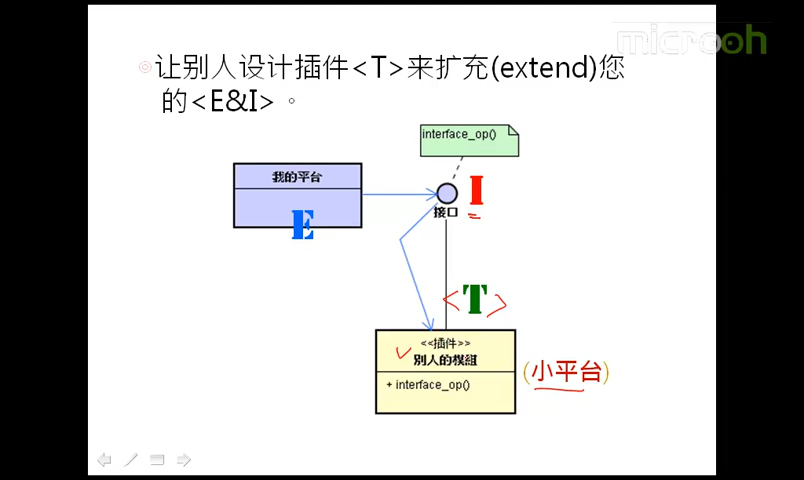 microoh
让别人设计插件<T>来扩充(extend)您
的<E&I>。
interface_op()
我的平台
E
I
接口
<T>
<<插件>>
別人的模組
+ interface_op()
(小平台)